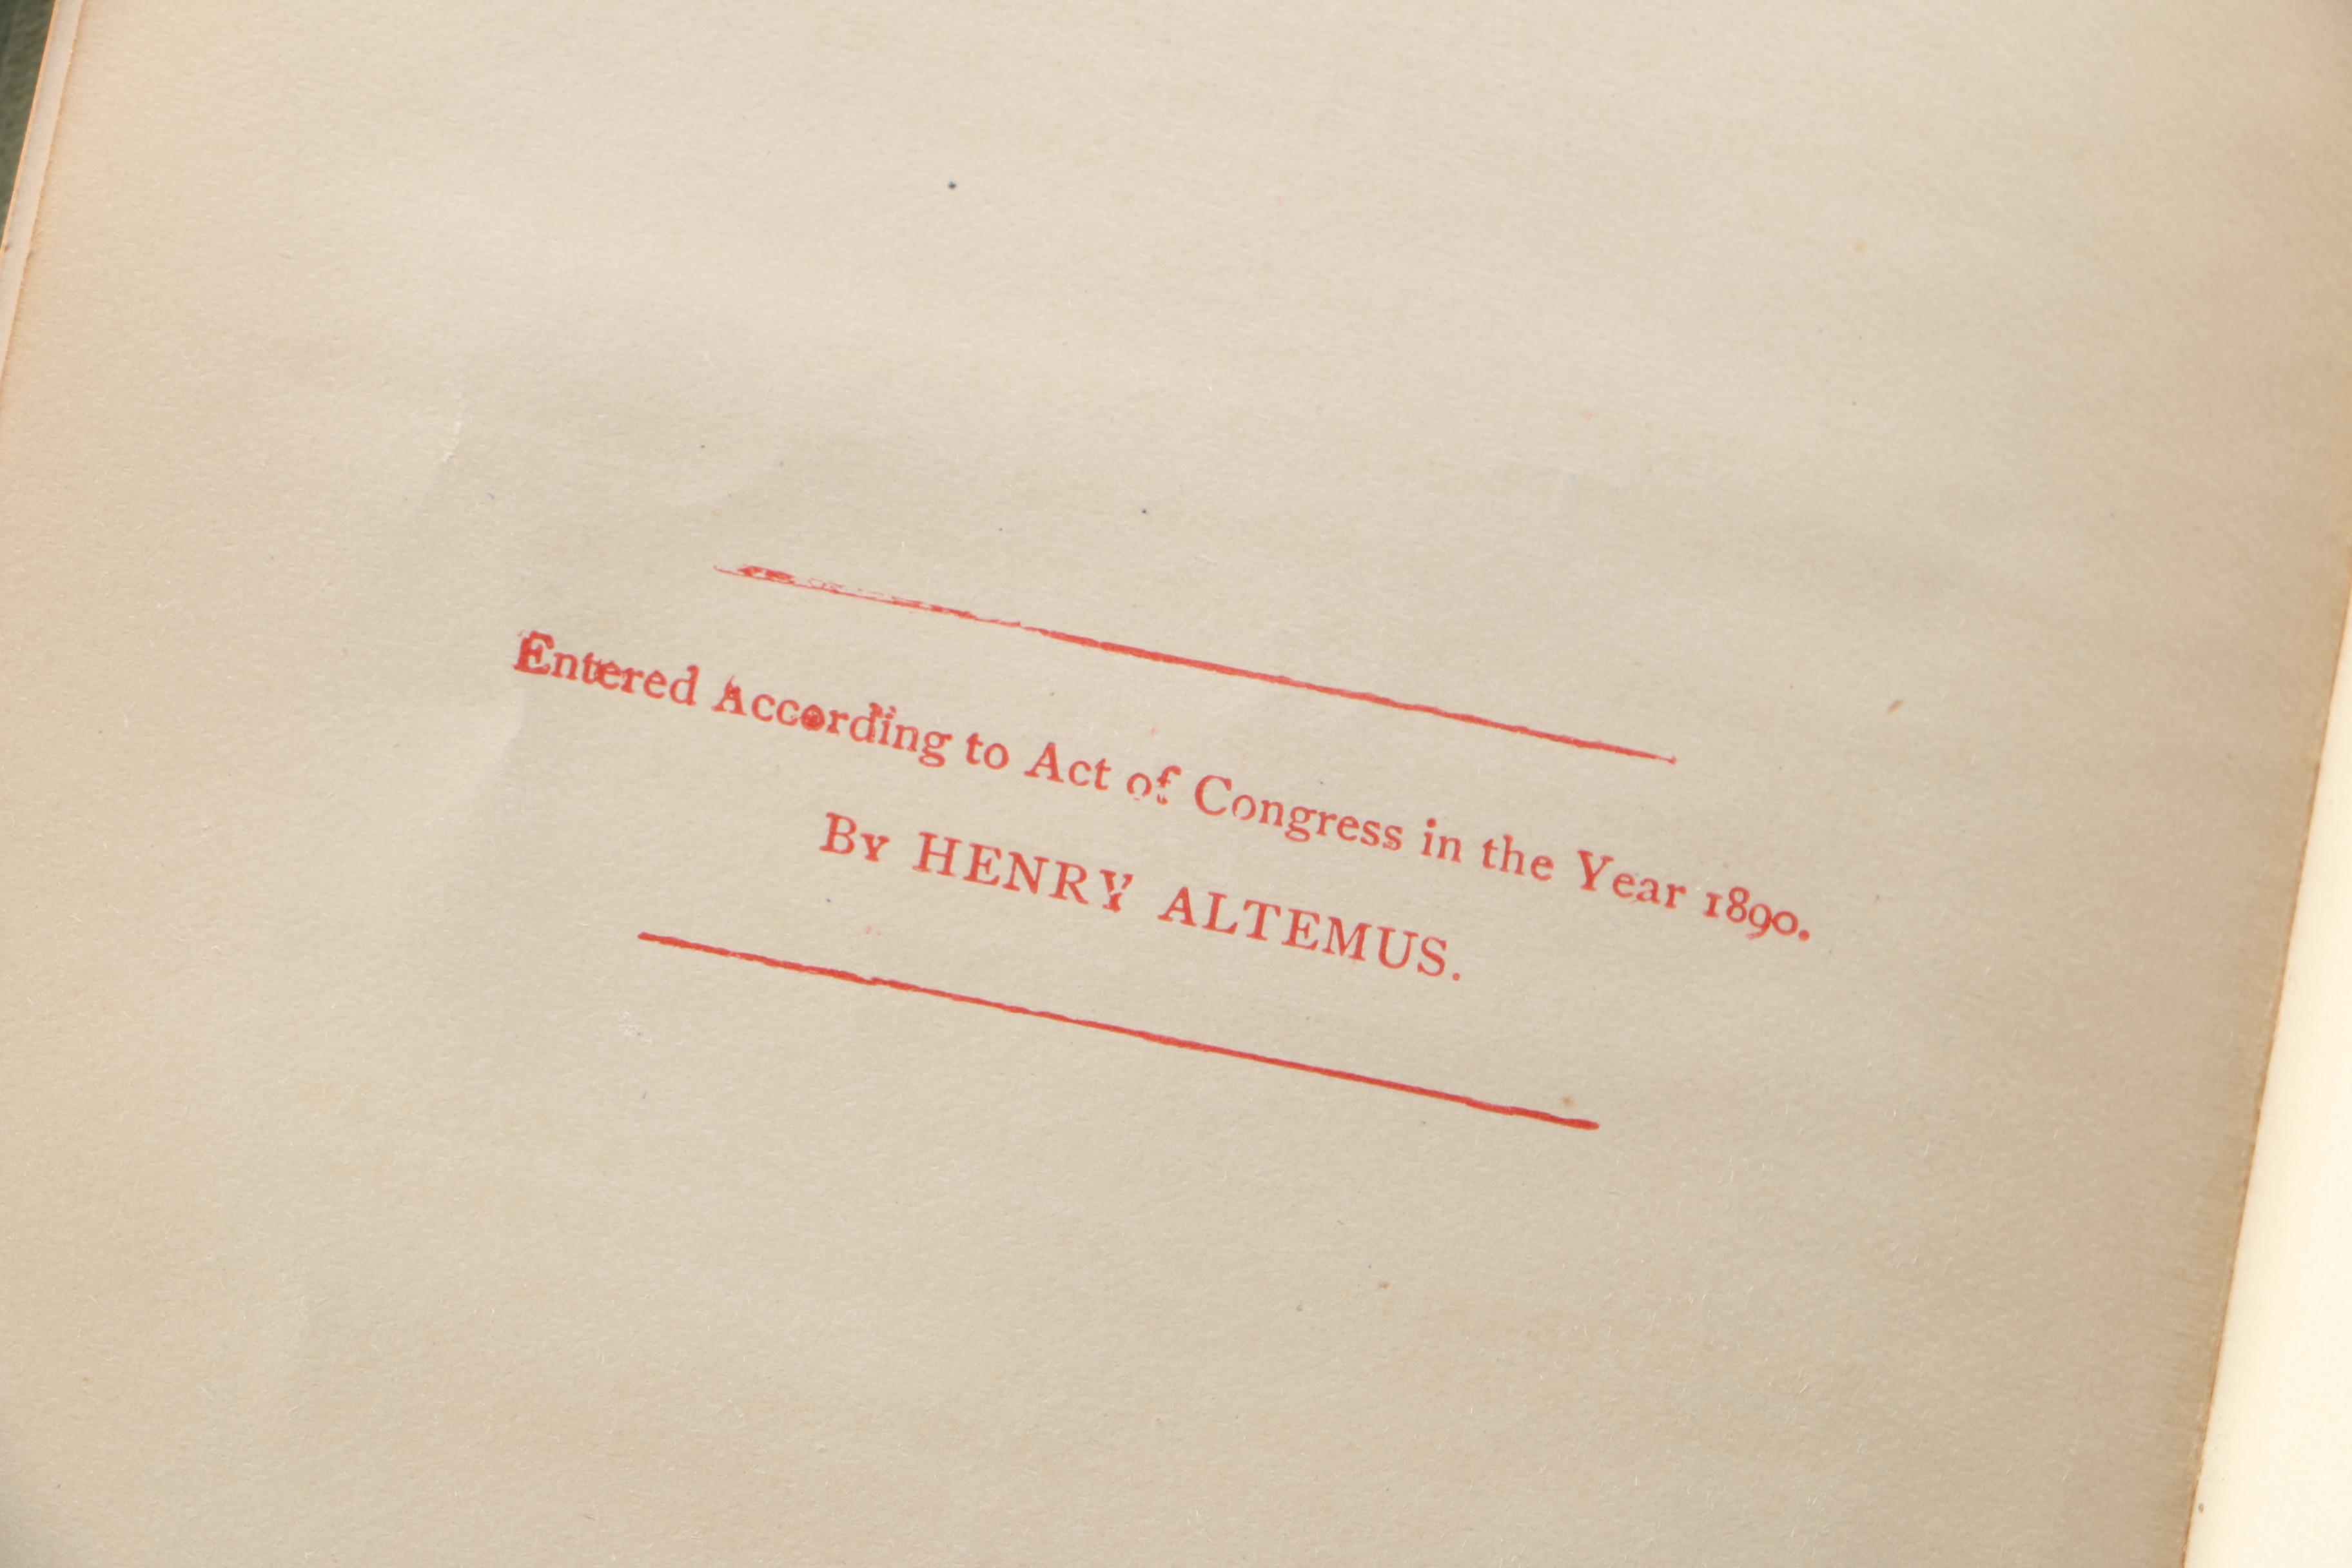 Entered According to Act of Congress in the Year 1890.
By HENRY ALTEMUS.